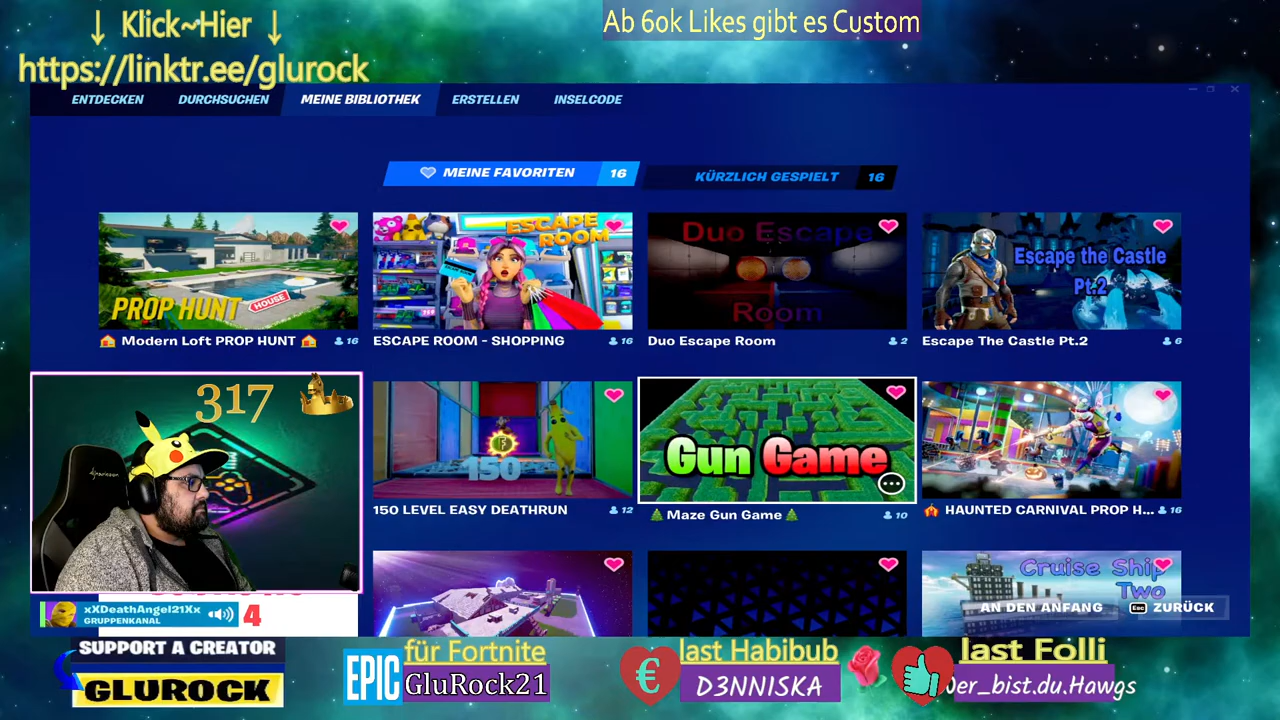 ↓ Klick~Hier ↓
https://linktr.ee/glurock
Ab 60k Likes gibt es Custom
ENTDECKEN DURCHSUCHEN MEINE BIBLIOTHEK ERSTELLEN INSELCODE
MEINE FAVORITEN 16 KÜRZLICH GESPIELT 16
PROP HUNT HOUSE
ESCAPE ROOM
Duo Escape Room
Escape the Castle
Pt.2
Modern Loft PROP HUNT 16
ESCAPE ROOM - SHOPPING 16
Duo Escape Room 2
Escape The Castle Pt.2 6
317
150
Gun Game
150 LEVEL EASY DEATHRUN 12
Maze Gun Game 10
HAUNTED CARNIVAL PROP H... 16
Cruise Ship
Two
AN DEN ANFANG Esc ZURÜCK
xXDeathAngel21Xx
GRUPPENKANAL
4
SUPPORT A CREATOR
GLUROCK
für Fortnite
EPIC GluRock21
last Habibub
€ D3NNISKA
last Folli
Der_bist.du.Hawgs